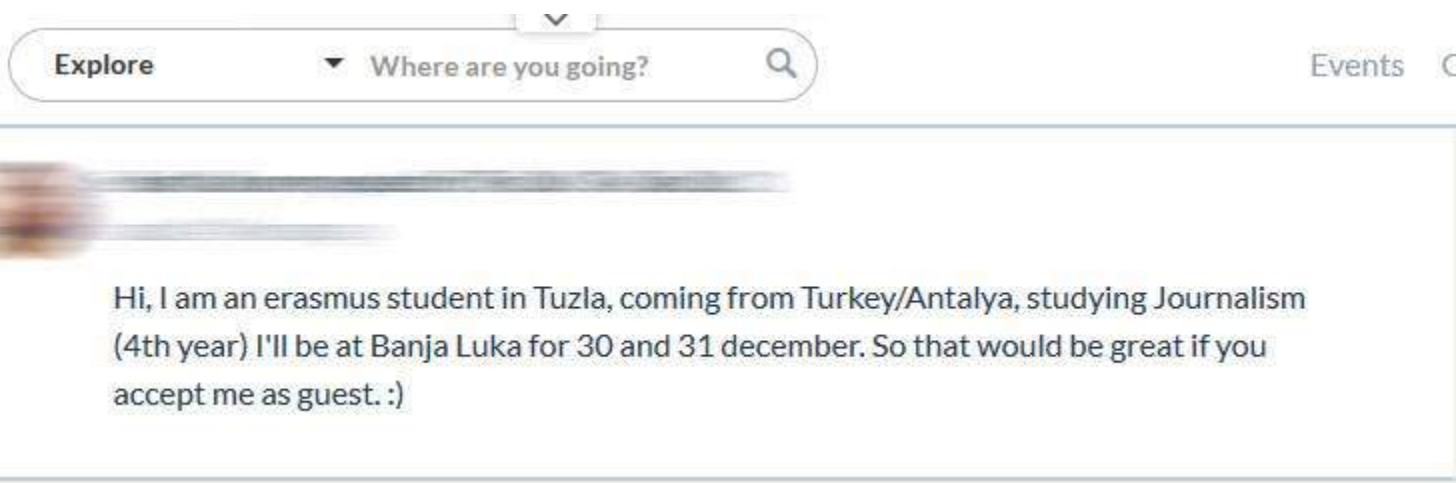 Explore Where are you going? Events
Hi, I am an erasmus student in Tuzla, coming from Turkey/Antalya, studying Journalism
(4th year) I'll be at Banja Luka for 30 and 31 december. So that would be great if you
accept me as guest. :)